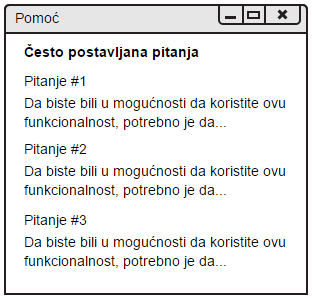 Pomoć
Često postavljana pitanja
Pitanje #1
Da biste bili u mogućnosti da koristite ovu
funkcionalnost, potrebno je da...
Pitanje #2
Da biste bili u mogućnosti da koristite ovu
funkcionalnost, potrebno je da...
Pitanje #3
Da biste bili u mogućnosti da koristite ovu
funkcionalnost, potrebno je da...